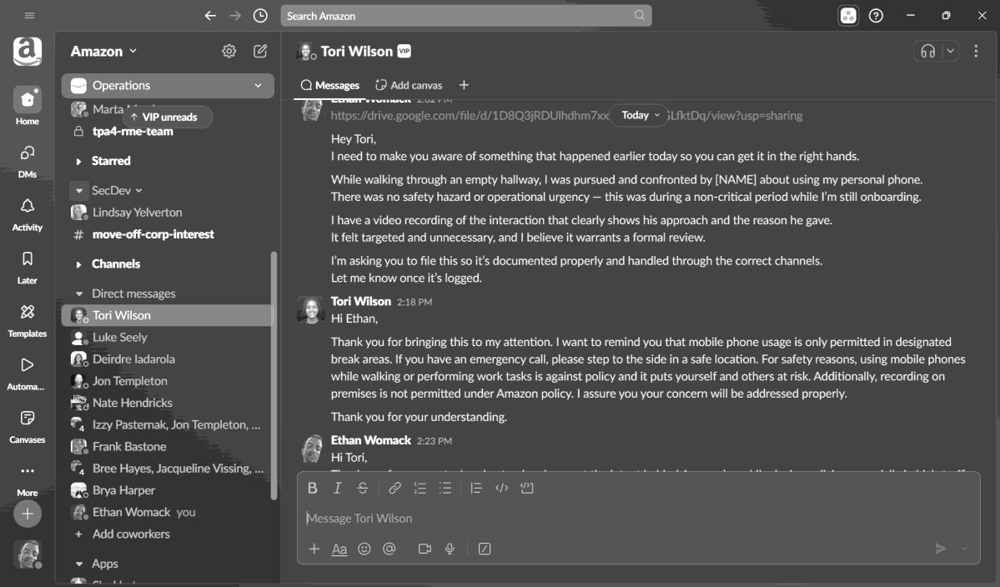 Search Amazon
Amazon
Operations
Marta
↑ VIP unreads
tpa4-rme-team
Starred
SecDev
Lindsay Yelverton
# move-off-corp-interest
Channels
Direct messages
Tori Wilson
Luke Seely
Deirdre Iadarola
Jon Templeton
Nate Hendricks
4 Izzy Pasternak, Jon Templeton, ...
Frank Bastone
4 Bree Hayes, Jacqueline Vissing, ...
Brya Harper
Ethan Womack you
+ Add coworkers
Apps
Home
DMs
Activity
Later
Templates
Automa...
Canvases
More
Tori Wilson VIP
Messages
Add canvas
Ethan Womack 2:02 PM
https://drive.google.com/file/d/1D8Q3jRDUlhdhm7xx
Today
LfktDq/view?usp=sharing
Hey Tori,
I need to make you aware of something that happened earlier today so you can get it in the right hands.
While walking through an empty hallway, I was pursued and confronted by [NAME] about using my personal phone.
There was no safety hazard or operational urgency — this was during a non-critical period while I'm still onboarding.
I have a video recording of the interaction that clearly shows his approach and the reason he gave.
It felt targeted and unnecessary, and I believe it warrants a formal review.
I'm asking you to file this so it's documented properly and handled through the correct channels.
Let me know once it's logged.
Tori Wilson 2:18 PM
Hi Ethan,
Thank you for bringing this to my attention. I want to remind you that mobile phone usage is only permitted in designated
break areas. If you have an emergency call, please step to the side in a safe location. For safety reasons, using mobile phones
while walking or performing work tasks is against policy and it puts yourself and others at risk. Additionally, recording on
premises is not permitted under Amazon policy. I assure you your concern will be addressed properly.
Thank you for your understanding.
Ethan Womack 2:23 PM
Hi Tori,
Message Tori Wilson